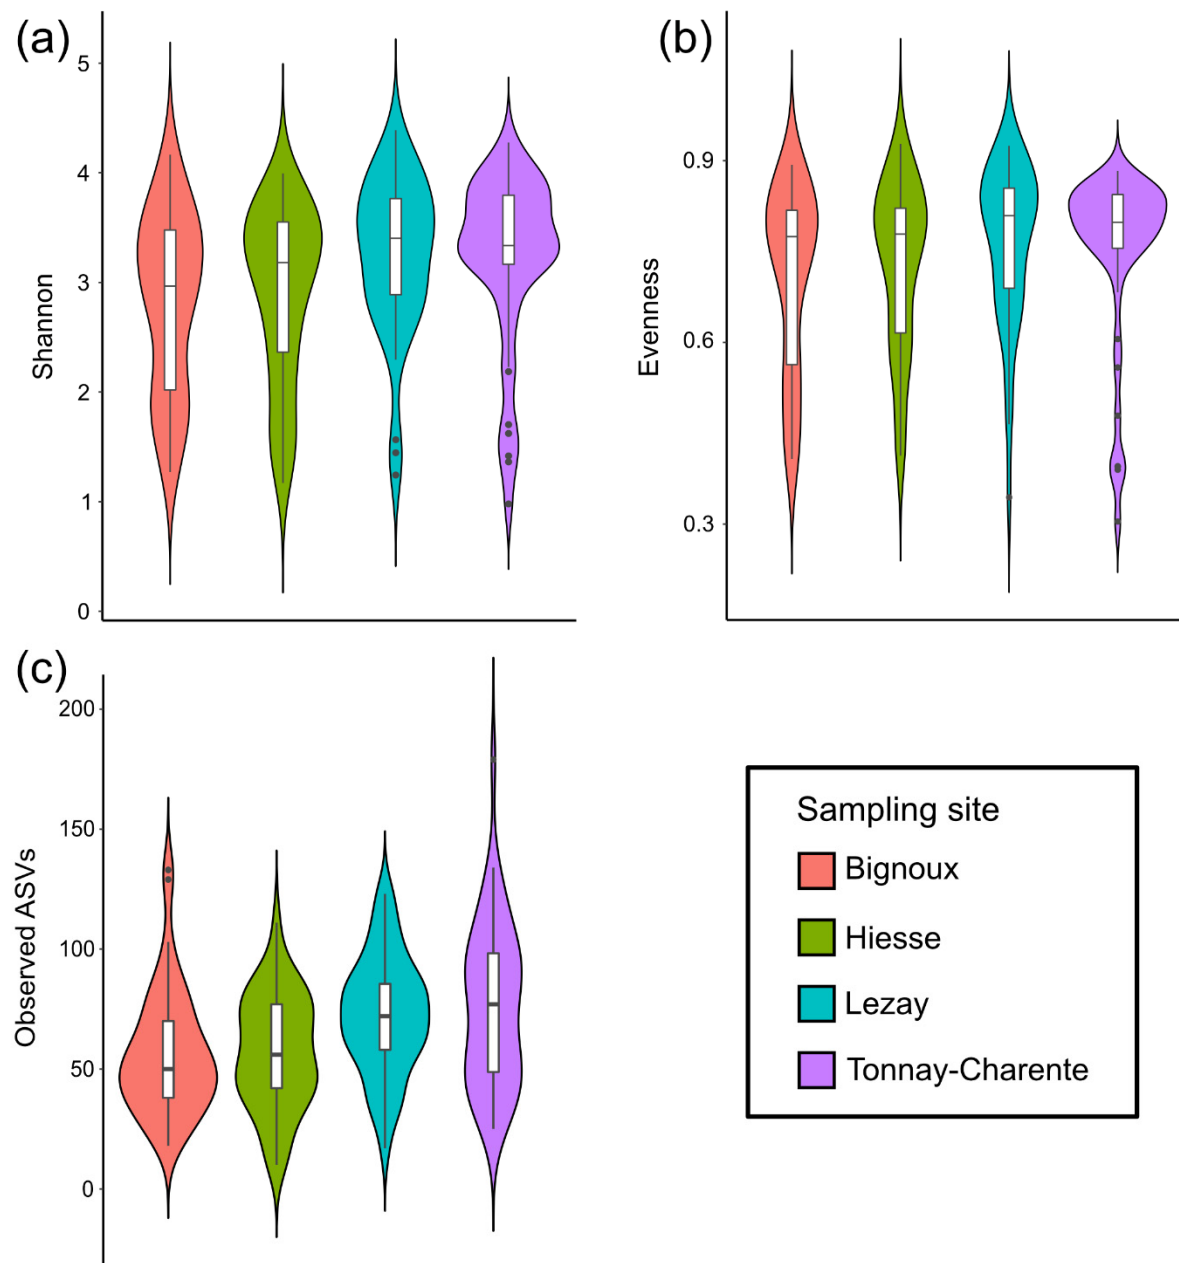 (a)
Shannon
5
4
3
2
1
0
(b)
Evenness
0.9
0.6
0.3
(c)
Observed ASVs
200
150
100
50
0
Sampling site
Bignoux
Hiesse
Lezay
Tonnay-Charente